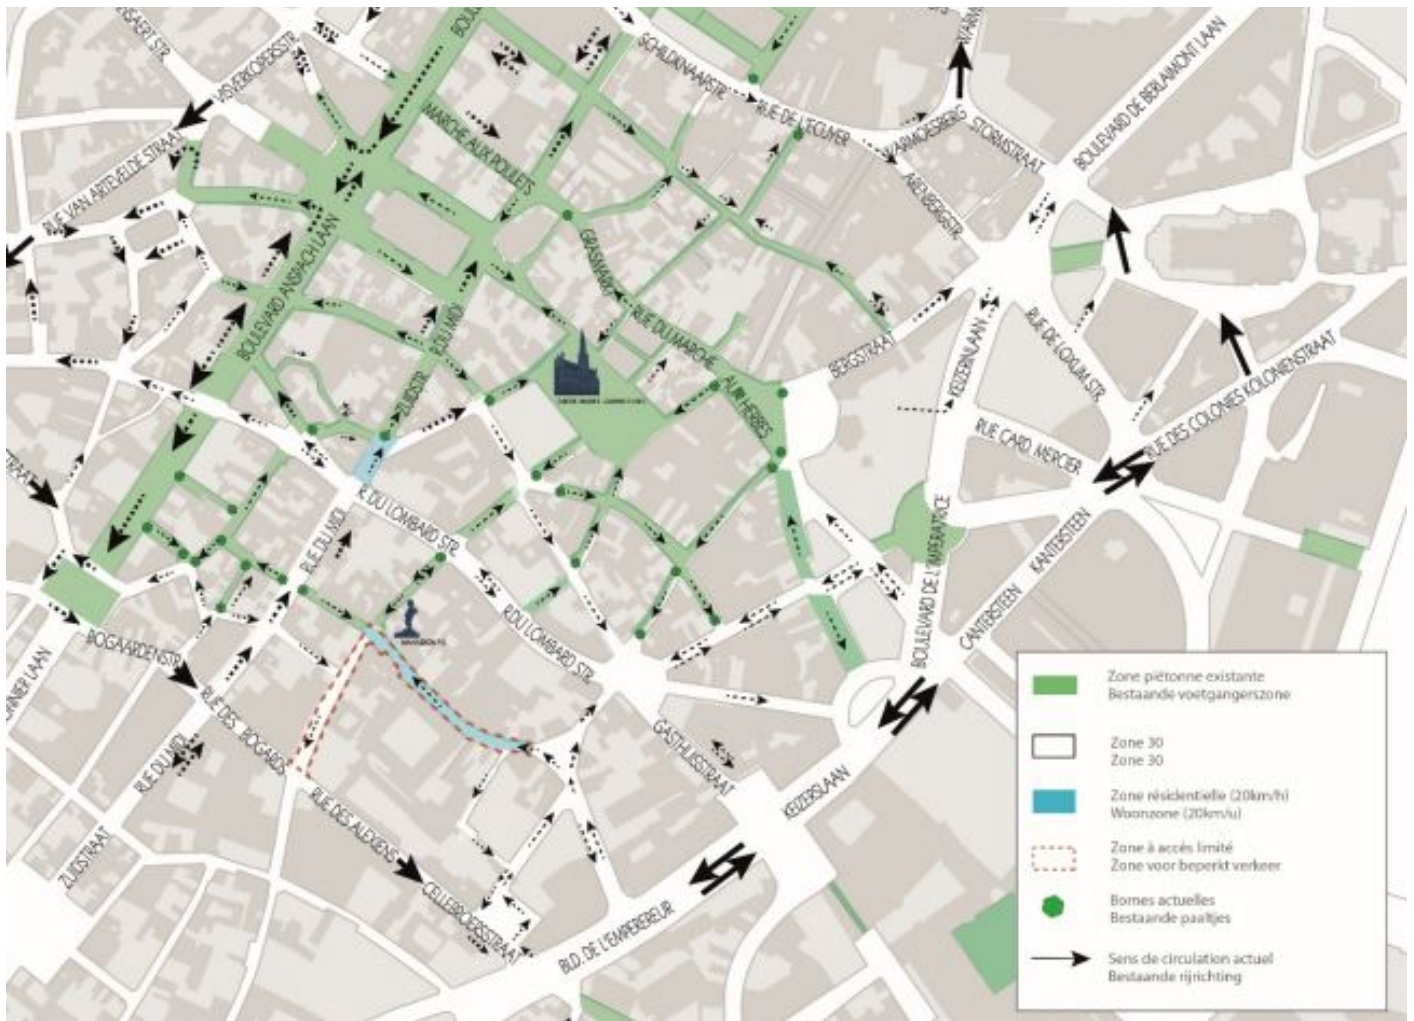 VISVERKOPERSSTR.
SCHILDKNAAPSTR.
MARCHE AUX POULETS
RUE DE L'ECUYER
WARMOESBERG
STORMSTRAAT
BOULEVARD DE BERLAIMONT LAAN
RUE VAN ARTEVELDE STRAAT
ARENBERGSTR.
GRASMARKT
BOULEVARD ANSPACH LAAN
R. DU MIDI
RUE DU MARCHE
AUX HERBES
BERGSTRAAT
KEIZERINLAAN
RUE DE LOXUM STR.
RUE DES COLONIES KOLONIENSTRAAT
ZUIDSTR.
RUE CARD. MERCIER
R. DU LOMBARD STR.
RUE DU MIDI
BOULEVARD DE L'IMPERATRICE
KANTERSTEEN
CANTERSTEEN
R.DU LOMBARD STR.
BOGAARDENSTR.
RUE DES BOGARDS
RUE DU MIDI
GASTHUISSTRAAT
KEIZERSLAAN
ZUIDSTRAAT
RUE DES ALEXIENS
CELLEBROERSSTRAAT
BLD. DE L'EMPEREREUR
Zone piétonne existante
Bestaande voetgangerszone
Zone 30
Zone 30
Zone résidentielle (20km/h)
Woonzone (20km/u)
Zone à accès limité
Zone voor beperkt verkeer
Bornes actuelles
Bestaande paaltjes
Sens de circulation actuel
Bestaande rijrichting